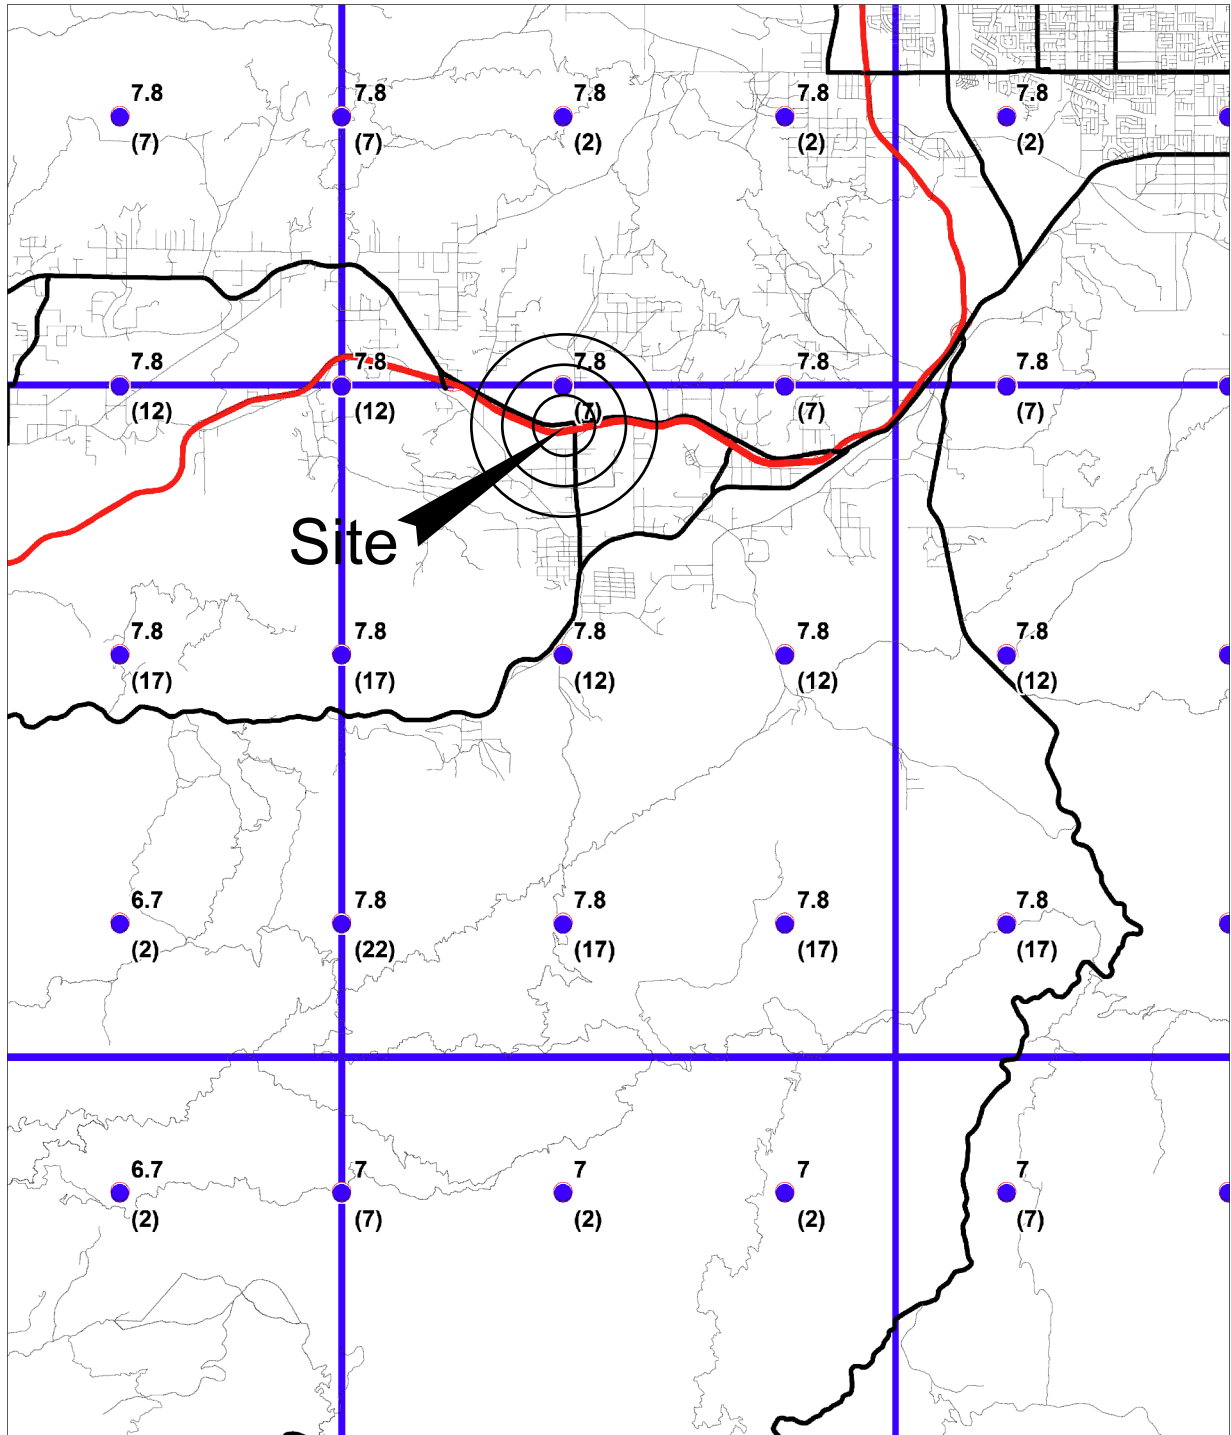 7.8 7.8 7.8 7.8 7.8
(7) (7) (2) (2) (2)
7.8 7.8 7.8 7.8 7.8
(12) (12) (7) (7) (7)
Site
7.8 7.8 7.8 7.8 7.8
(17) (17) (12) (12) (12)
6.7 7.8 7.8 7.8 7.8
(2) (22) (17) (17) (17)
6.7 7 7 7 7
(2) (7) (2) (2) (7)